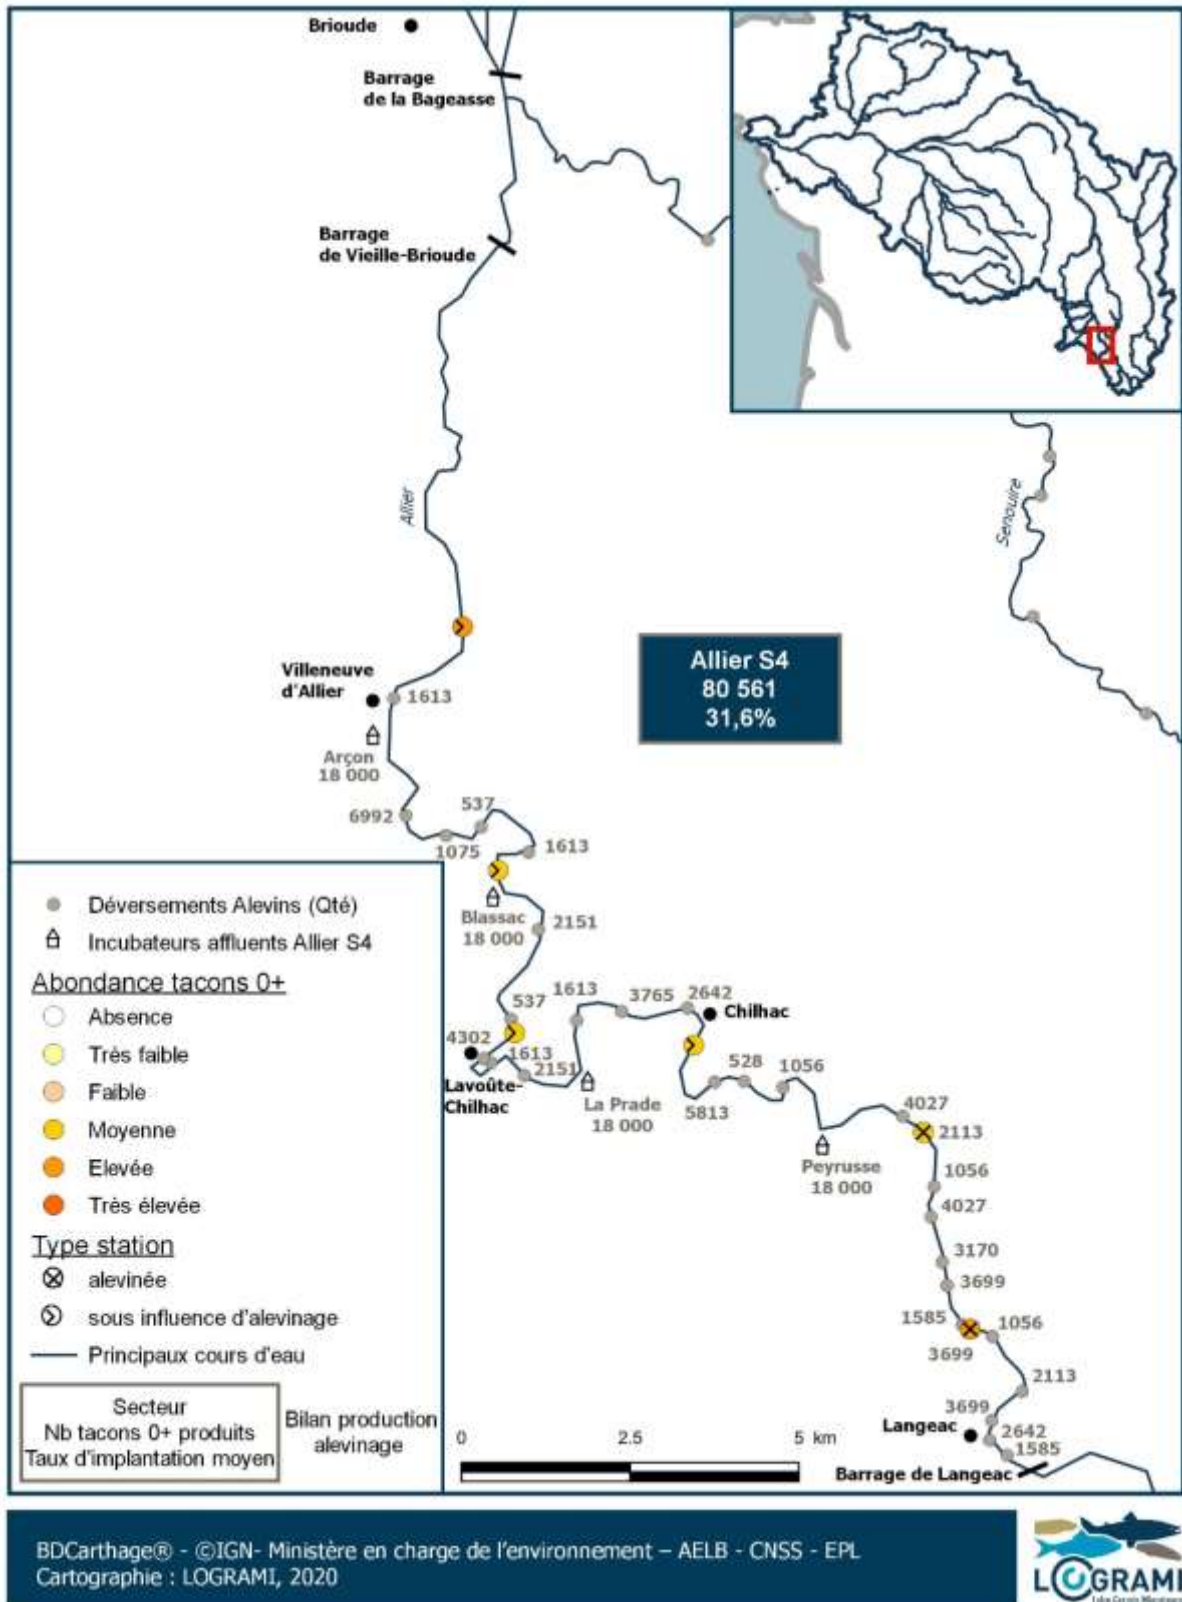 Brioude
Barrage
de la Bageasse
Barrage
de Vieille-Brioude
Allier
Senouire
Allier S4
80 561
31,6%
Villeneuve
d'Allier
1613
Arçon
18 000
6992
537
1075
1613
Blassac
18 000
2151
537
1613
3765
2642
Chilhac
4302
1613
2151
Lavoûte-
Chilhac
La Prade
18 000
5813
528
1056
4027
2113
Peyrusse
18 000
1056
4027
3170
3699
1585
1056
3699
2113
3699
Langeac
2642
1585
Barrage de Langeac
Déversements Alevins (Qté)
Incubateurs affluents Allier S4
Abondance tacons 0+
Absence
Très faible
Faible
Moyenne
Elevée
Très élevée
Type station
alevinée
sous influence d'alevinage
Principaux cours d'eau
Secteur
Nb tacons 0+ produits
Taux d'implantation moyen
Bilan production
alevinage
0 2.5 5 km
BDCarthage® - ©IGN- Ministère en charge de l'environnement – AELB - CNSS - EPL
Cartographie : LOGRAMI, 2020
LOGRAMI